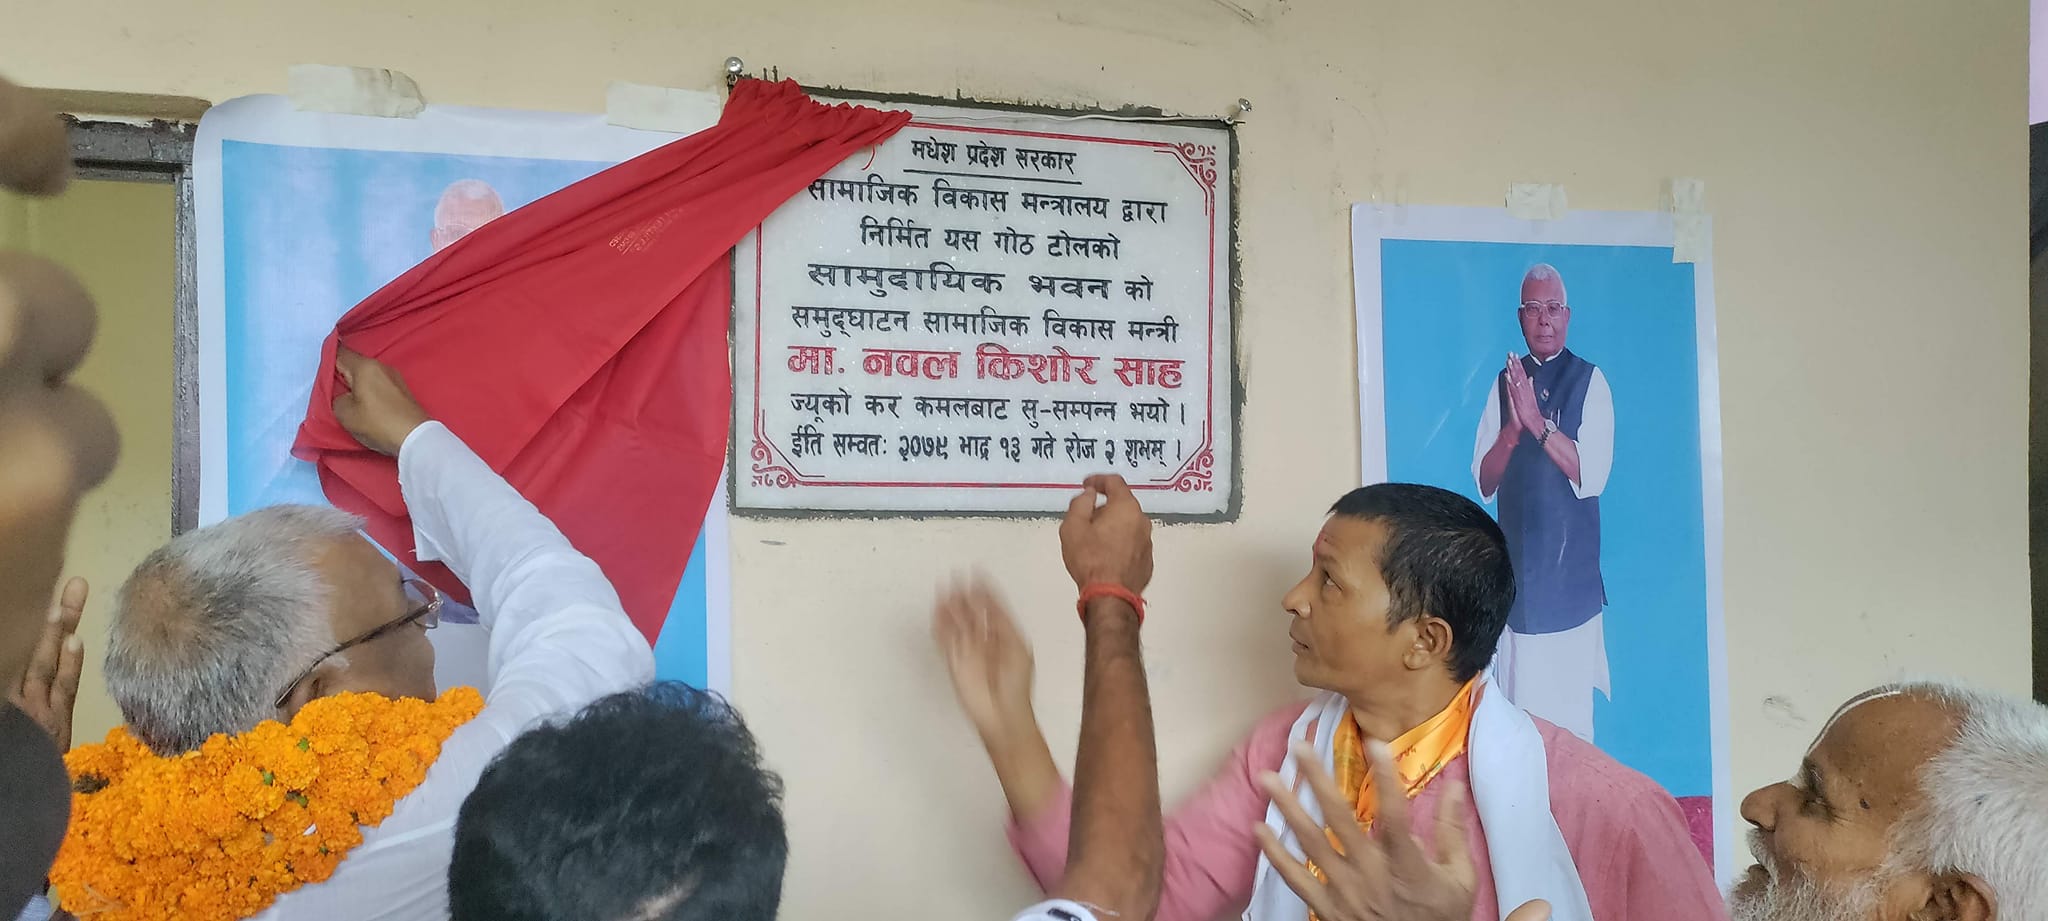 मधेश प्रदेश सरकार
सामाजिक विकास मन्त्रालय द्वारा
निर्मित यस गोठ टोलको
सामुदायिक भवन को
समुद्घाटन सामाजिक विकास मन्त्री
मा. नवल किशोर साह
ज्यूको कर कमलबाट सु-सम्पन्न भयो ।
ईति सम्वतः २०७९ भाद्र १३ गते रोज २ शुभम् ।